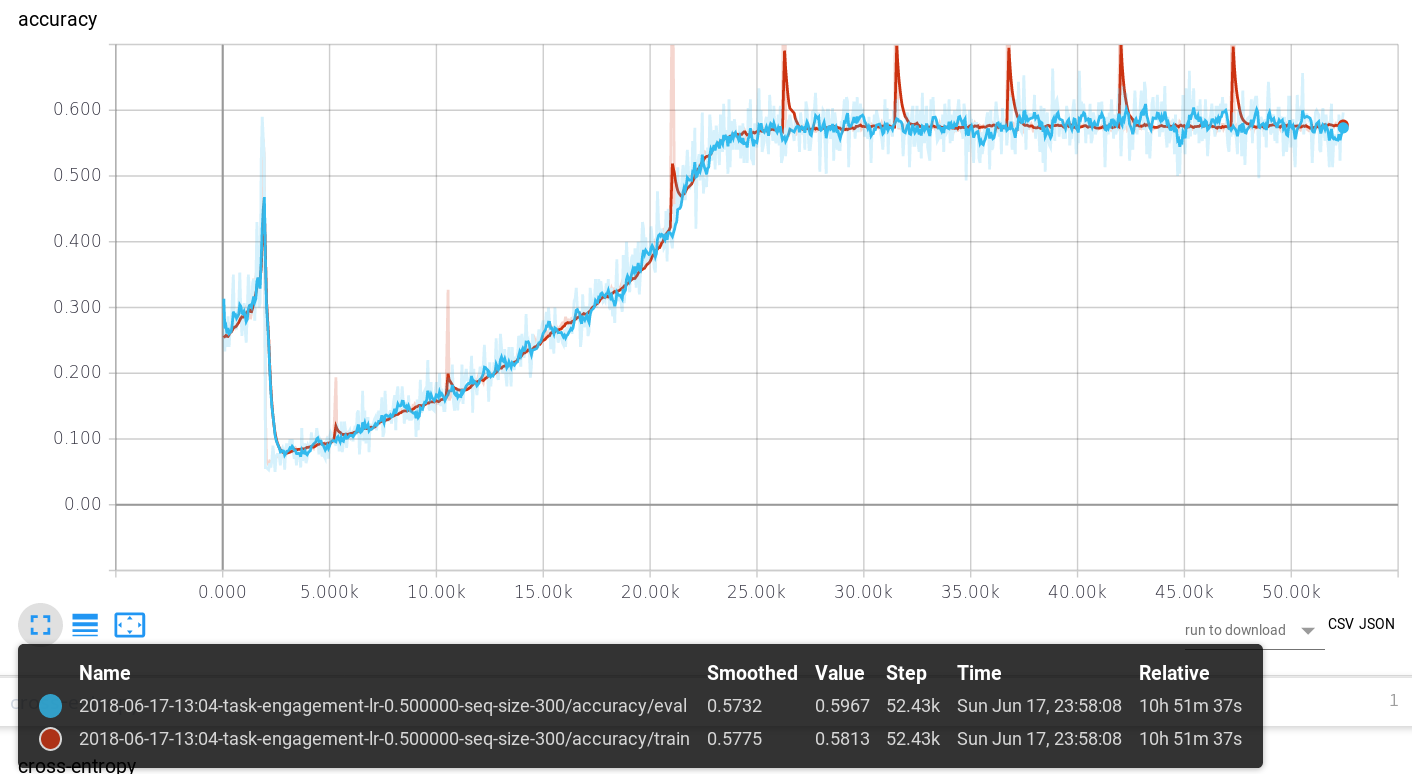 accuracy
0.600
0.500
0.400
0.300
0.200
0.100
0.00
0.000 5.000k 10.00k 15.00k 20.00k 25.00k 30.00k 35.00k 40.00k 45.00k 50.00k
run to download CSV JSON
Name Smoothed Value Step Time Relative
2018-06-17-13:04-task-engagement-lr-0.500000-seq-size-300/accuracy/eval 0.5732 0.5967 52.43k Sun Jun 17, 23:58:08 10h 51m 37s
2018-06-17-13:04-task-engagement-lr-0.500000-seq-size-300/accuracy/train 0.5775 0.5813 52.43k Sun Jun 17, 23:58:08 10h 51m 37s
1
cross-entropy